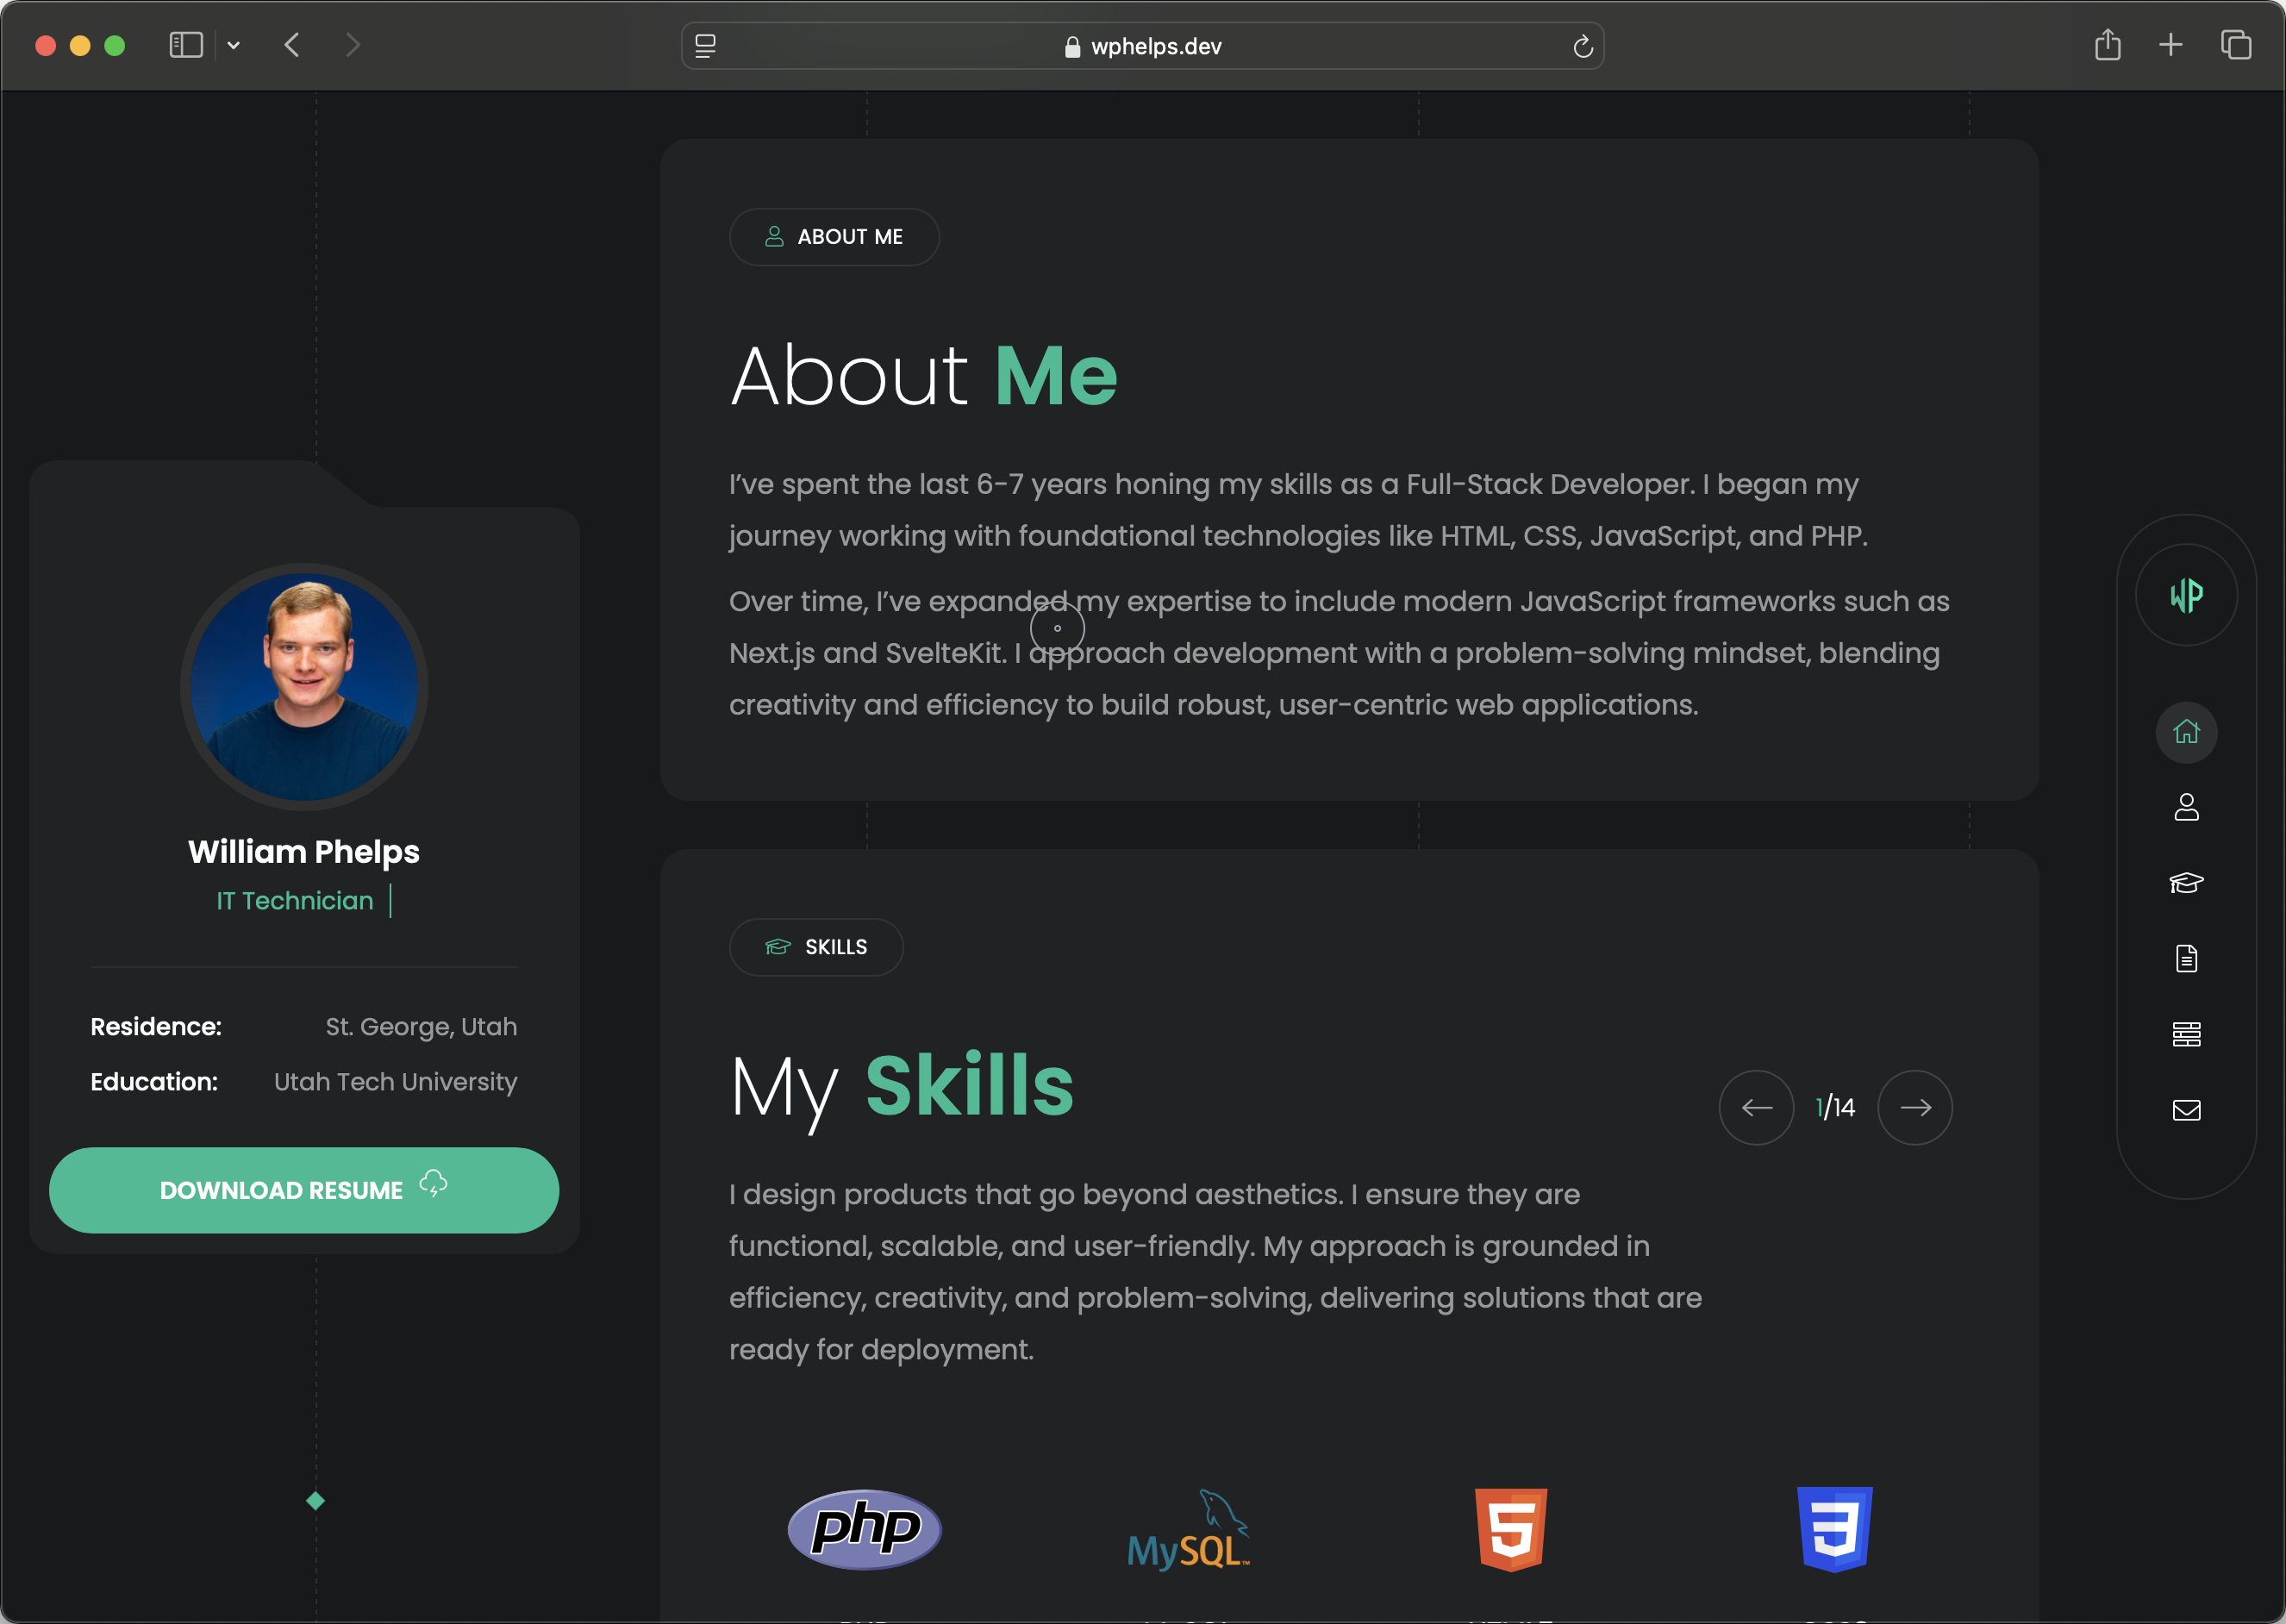 wphelps.dev
ABOUT ME
About Me
I've spent the last 6-7 years honing my skills as a Full-Stack Developer. I began my
journey working with foundational technologies like HTML, CSS, JavaScript, and PHP.
Over time, I've expanded my expertise to include modern JavaScript frameworks such as
Next.js and SvelteKit. I approach development with a problem-solving mindset, blending
creativity and efficiency to build robust, user-centric web applications.
WP
William Phelps
IT Technician
Residence: St. George, Utah
Education: Utah Tech University
DOWNLOAD RESUME
SKILLS
My Skills
1/14
I design products that go beyond aesthetics. I ensure they are
functional, scalable, and user-friendly. My approach is grounded in
efficiency, creativity, and problem-solving, delivering solutions that are
ready for deployment.
php
MySQL™
5
3